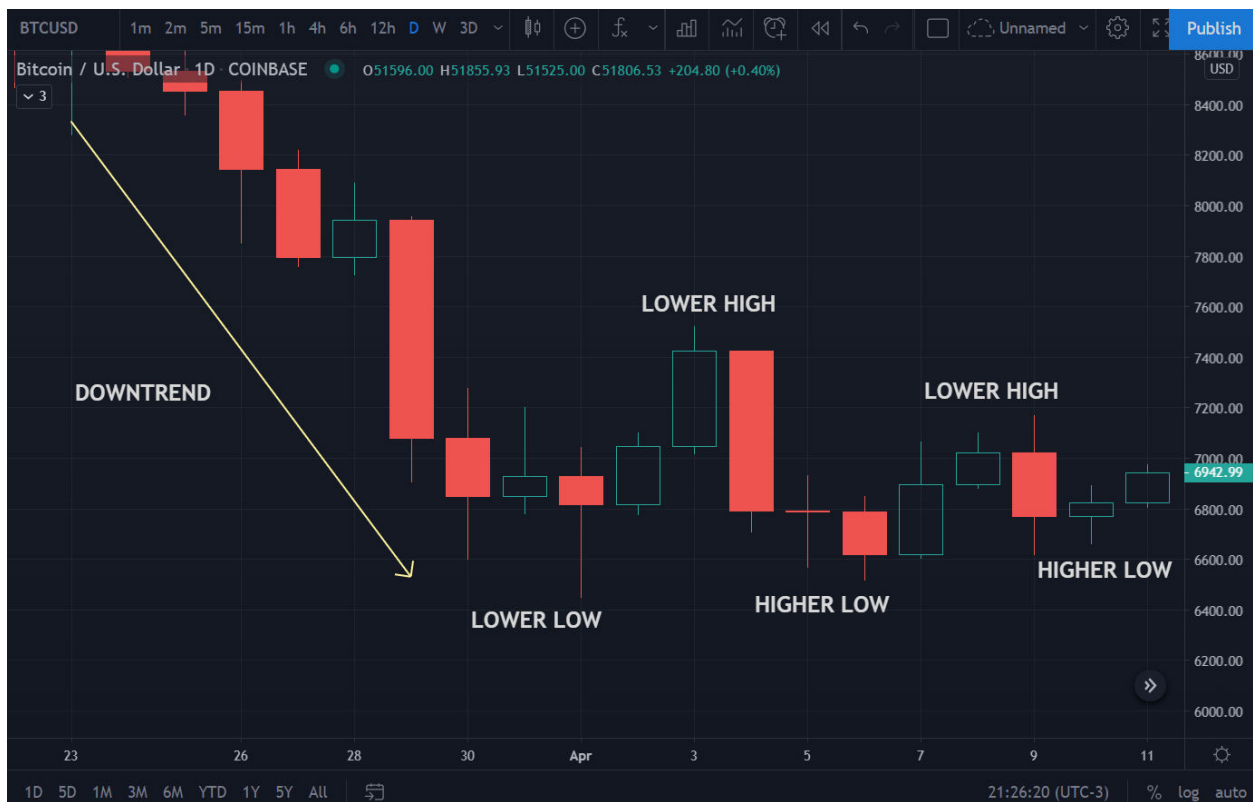 BTCUSD 1m 2m 5m 15m 1h 4h 6h 12h D W 3D fx Unnamed Publish
Bitcoin / U.S. Dollar 1D COINBASE O51596.00 H51855.93 L51525.00 C51806.53 +204.80 (+0.40%)
3
8600.00
USD
8400.00
8200.00
8000.00
7800.00
LOWER HIGH
7600.00
7400.00
DOWNTREND
LOWER HIGH
7200.00
7000.00
6942.99
6800.00
6600.00
HIGHER LOW
HIGHER LOW
LOWER LOW
6400.00
6200.00
6000.00
23 26 28 30 Apr 3 5 7 9 11
1D 5D 1M 3M 6M YTD 1Y 5Y All 21:26:20 (UTC-3) % log auto